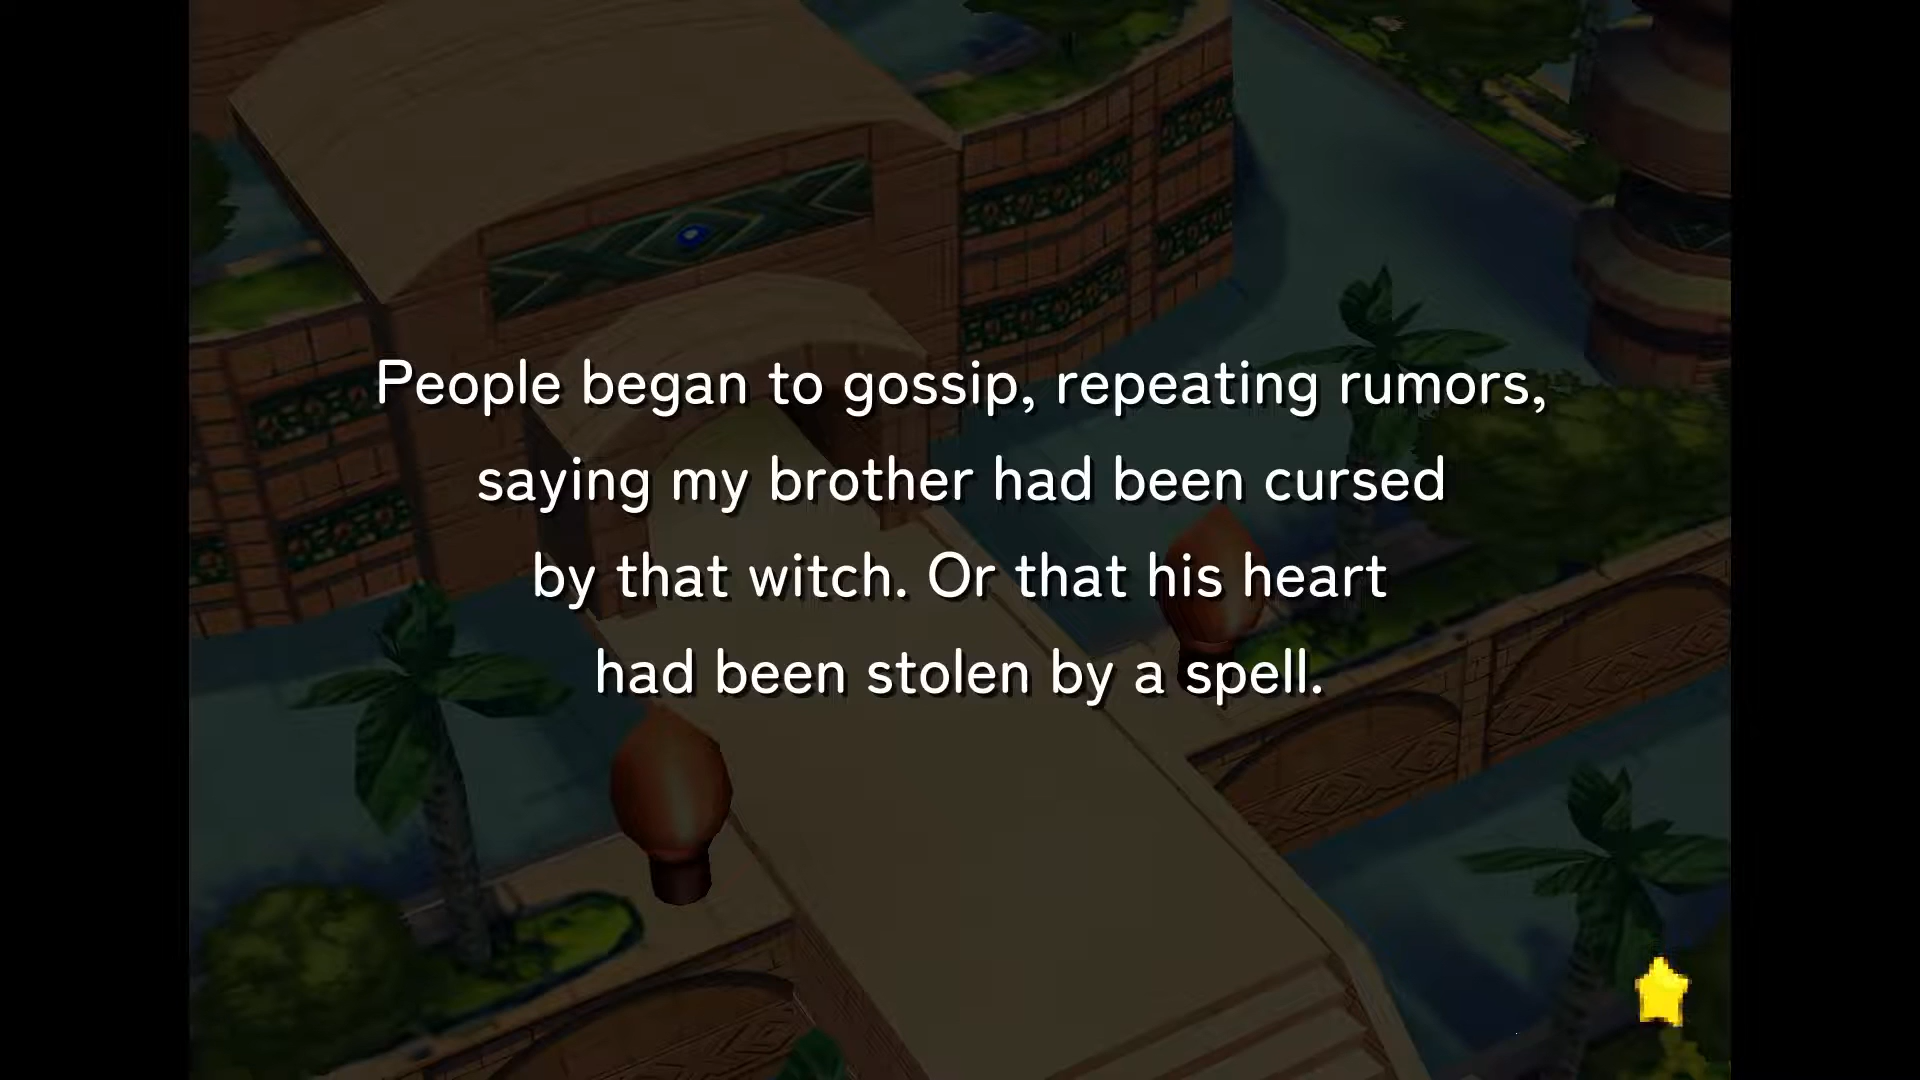 People began to gossip, repeating rumors,
saying my brother had been cursed
by that witch. Or that his heart
had been stolen by a spell.